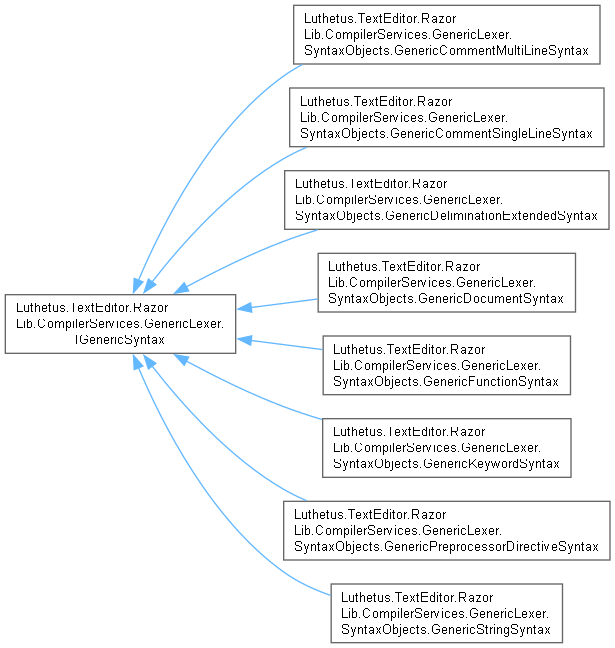 Luthetus.TextEditor.Razor
Lib.CompilerServices.GenericLexer.
SyntaxObjects.GenericCommentMultiLineSyntax
Luthetus.TextEditor.Razor
Lib.CompilerServices.GenericLexer.
SyntaxObjects.GenericCommentSingleLineSyntax
Luthetus.TextEditor.Razor
Lib.CompilerServices.GenericLexer.
SyntaxObjects.GenericDeliminationExtendedSyntax
Luthetus.TextEditor.Razor
Lib.CompilerServices.GenericLexer.
SyntaxObjects.GenericDocumentSyntax
Luthetus.TextEditor.Razor
Lib.CompilerServices.GenericLexer.
IGenericSyntax
Luthetus.TextEditor.Razor
Lib.CompilerServices.GenericLexer.
SyntaxObjects.GenericFunctionSyntax
Luthetus.TextEditor.Razor
Lib.CompilerServices.GenericLexer.
SyntaxObjects.GenericKeywordSyntax
Luthetus.TextEditor.Razor
Lib.CompilerServices.GenericLexer.
SyntaxObjects.GenericPreprocessorDirectiveSyntax
Luthetus.TextEditor.Razor
Lib.CompilerServices.GenericLexer.
SyntaxObjects.GenericStringSyntax